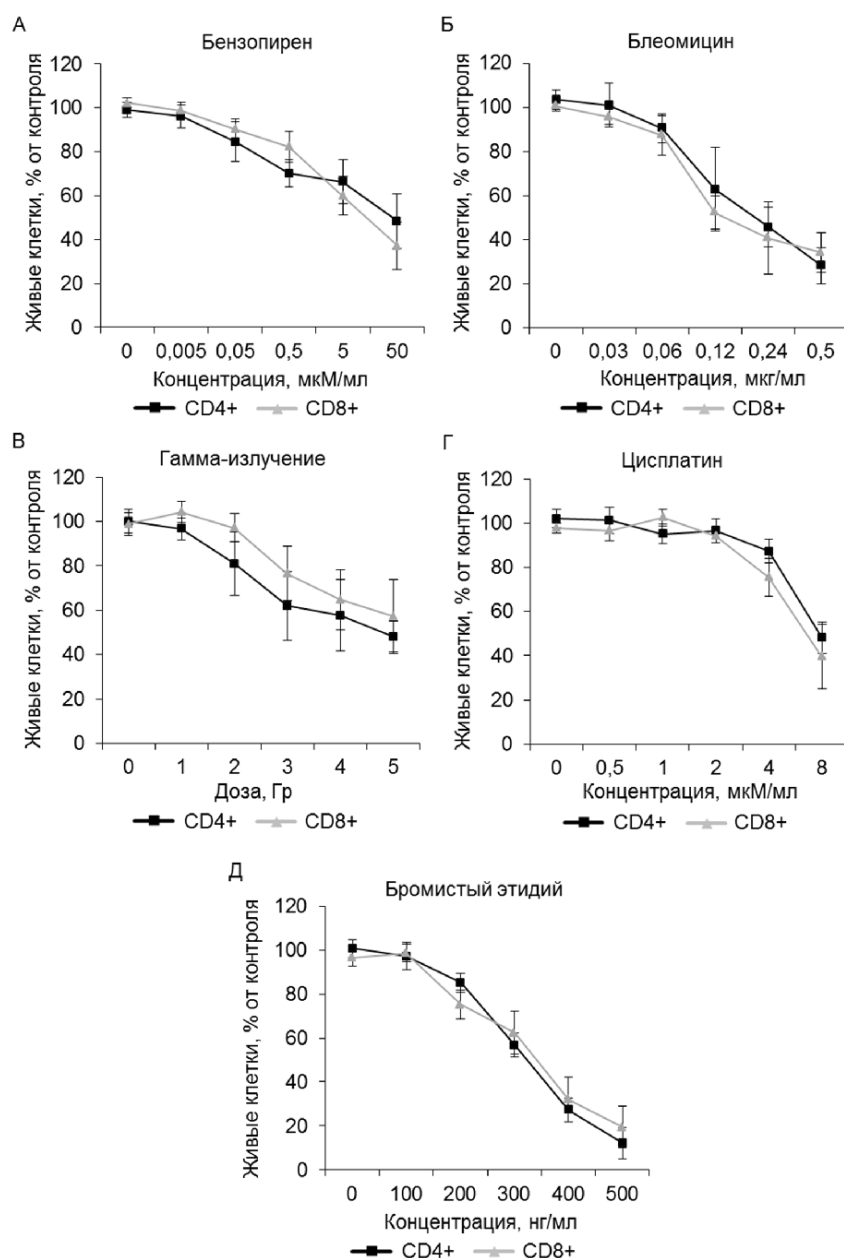 А
Бензопирен
Живые клетки, % от контроля
120
100
80
60
40
20
0
0 0,005 0,05 0,5 5 50
Концентрация, мкМ/мл
CD4+ CD8+
Б
Блеомицин
Живые клетки, % от контроля
120
100
80
60
40
20
0
0 0,03 0,06 0,12 0,24 0,5
Концентрация, мкг/мл
CD4+ CD8+
В
Гамма-излучение
Живые клетки, % от контроля
120
100
80
60
40
20
0
0 1 2 3 4 5
Доза, Гр
CD4+ CD8+
Г
Цисплатин
Живые клетки, % от контроля
120
100
80
60
40
20
0
0 0,5 1 2 4 8
Концентрация, мкМ/мл
CD4+ CD8+
Д
Бромистый этидий
Живые клетки, % от контроля
120
100
80
60
40
20
0
0 100 200 300 400 500
Концентрация, нг/мл
CD4+ CD8+